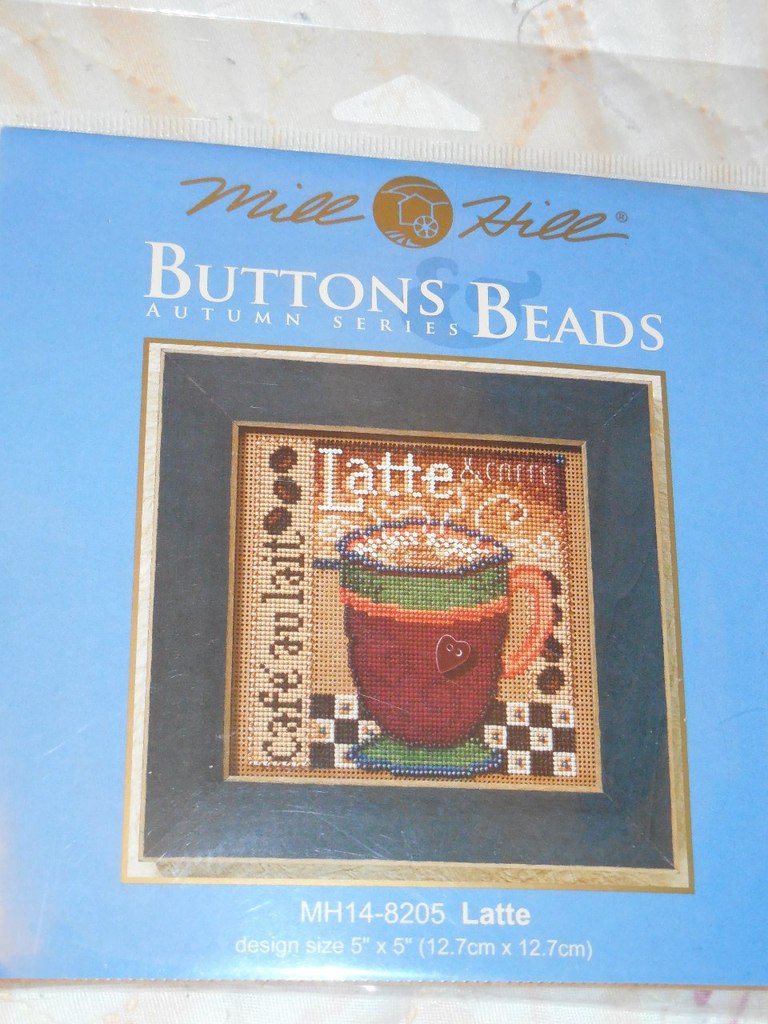 Mill Hill®
BUTTONS & BEADS
AUTUMN SERIES
Latte & coffee
Café au lait
MH14-8205 Latte
design size 5" x 5" (12.7cm x 12.7cm)